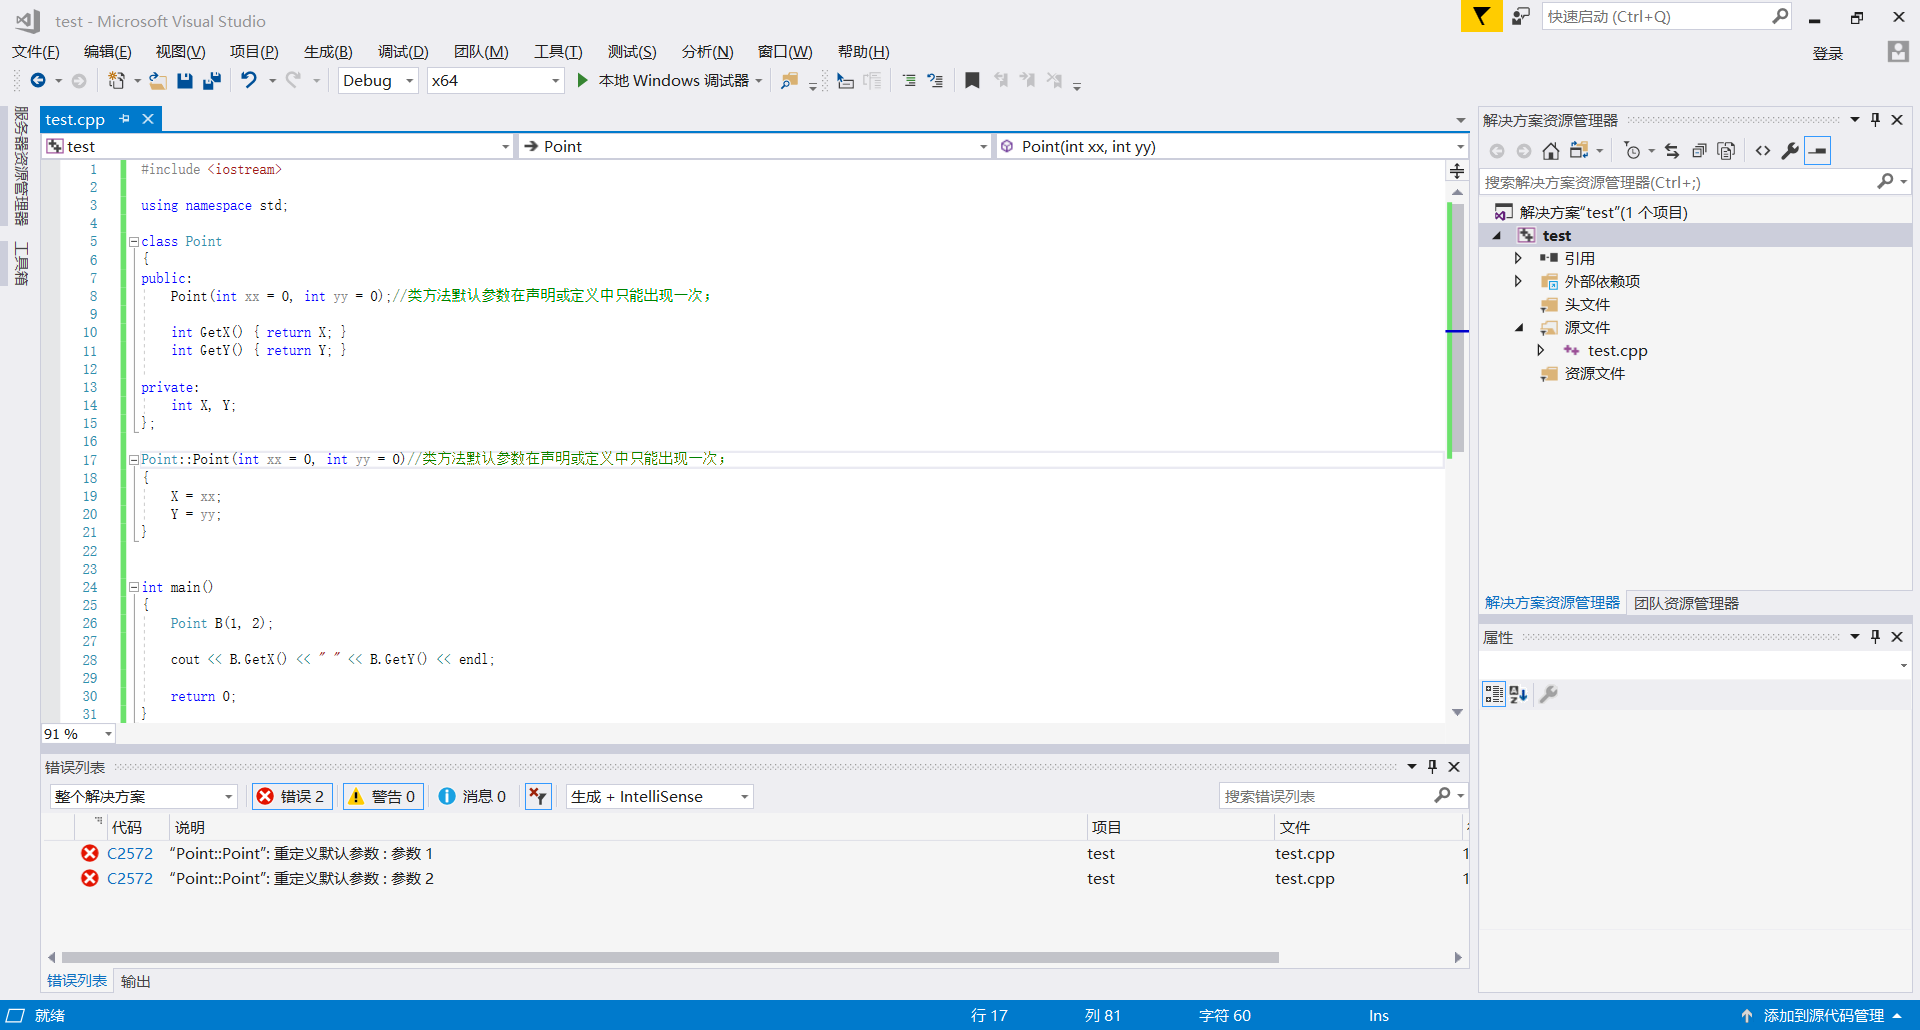 test - Microsoft Visual Studio
快速启动 (Ctrl+Q)
文件(F) 编辑(E) 视图(V) 项目(P) 生成(B) 调试(D) 团队(M) 工具(T) 测试(S) 分析(N) 窗口(W) 帮助(H)
登录
Debug x64 本地 Windows 调试器
服务器资源管理器
工具箱
test.cpp
test Point Point(int xx, int yy)
1 #include <iostream>
2
3 using namespace std;
4
5 class Point
6 {
7 public:
8 Point(int xx = 0, int yy = 0);//类方法默认参数在声明或定义中只能出现一次;
9
10 int GetX() { return X; }
11 int GetY() { return Y; }
12
13 private:
14 int X, Y;
15 };
16
17 Point::Point(int xx = 0, int yy = 0)//类方法默认参数在声明或定义中只能出现一次;
18 {
19 X = xx;
20 Y = yy;
21 }
22
23
24 int main()
25 {
26 Point B(1, 2);
27
28 cout << B.GetX() << " " << B.GetY() << endl;
29
30 return 0;
31 }
91 %
错误列表
整个解决方案 错误 2 警告 0 消息 0 生成 + IntelliSense 搜索错误列表
代码 说明 项目 文件
C2572 “Point::Point”: 重定义默认参数 : 参数 1 test test.cpp 1
C2572 “Point::Point”: 重定义默认参数 : 参数 2 test test.cpp 1
错误列表 输出
解决方案资源管理器
搜索解决方案资源管理器(Ctrl+;)
解决方案“test”(1 个项目)
test
引用
外部依赖项
头文件
源文件
test.cpp
资源文件
解决方案资源管理器 团队资源管理器
属性
就绪 行 17 列 81 字符 60 Ins 添加到源代码管理